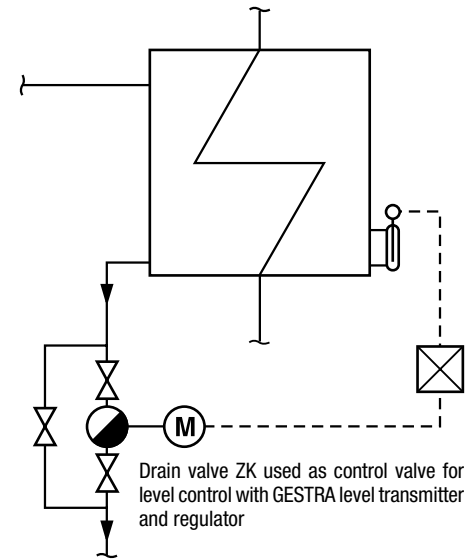 M
Drain valve ZK used as control valve for
level control with GESTRA level transmitter
and regulator